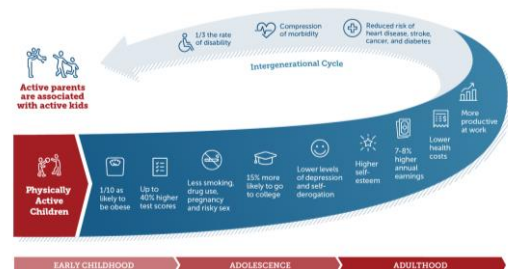 1/3 the rate
of disability
Compression
of morbidity
Reduced risk of
heart disease, stroke,
cancer, and diabetes
Intergenerational Cycle
Active parents
are associated
with active kids
Physically
Active
Children
1/10 as
likely to
be obese
Up to
40% higher
test scores
Less smoking,
drug use,
pregnancy
and risky sex
15% more
likely to go
to college
Lower levels
of depression
and self-
derogation
Higher
self-
esteem
7-8%
higher
annual
earnings
Lower
health
costs
More
productive
at work
EARLY CHILDHOOD
ADOLESCENCE
ADULTHOOD